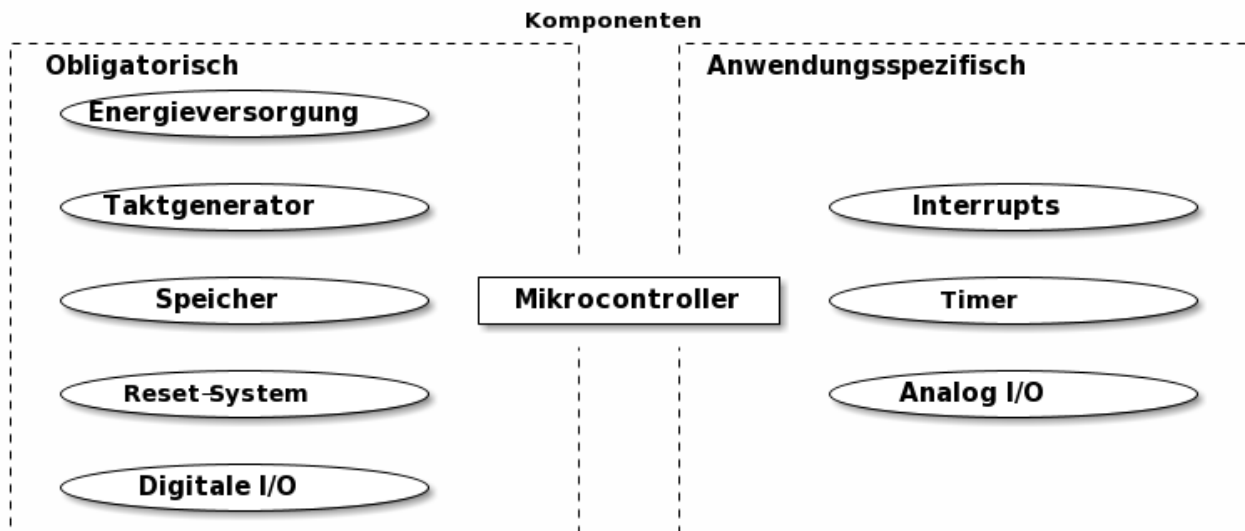 Komponenten
Obligatorisch
Energieversorgung
Taktgenerator
Speicher
Reset-System
Digitale I/O
Mikrocontroller
Anwendungsspezifisch
Interrupts
Timer
Analog I/O